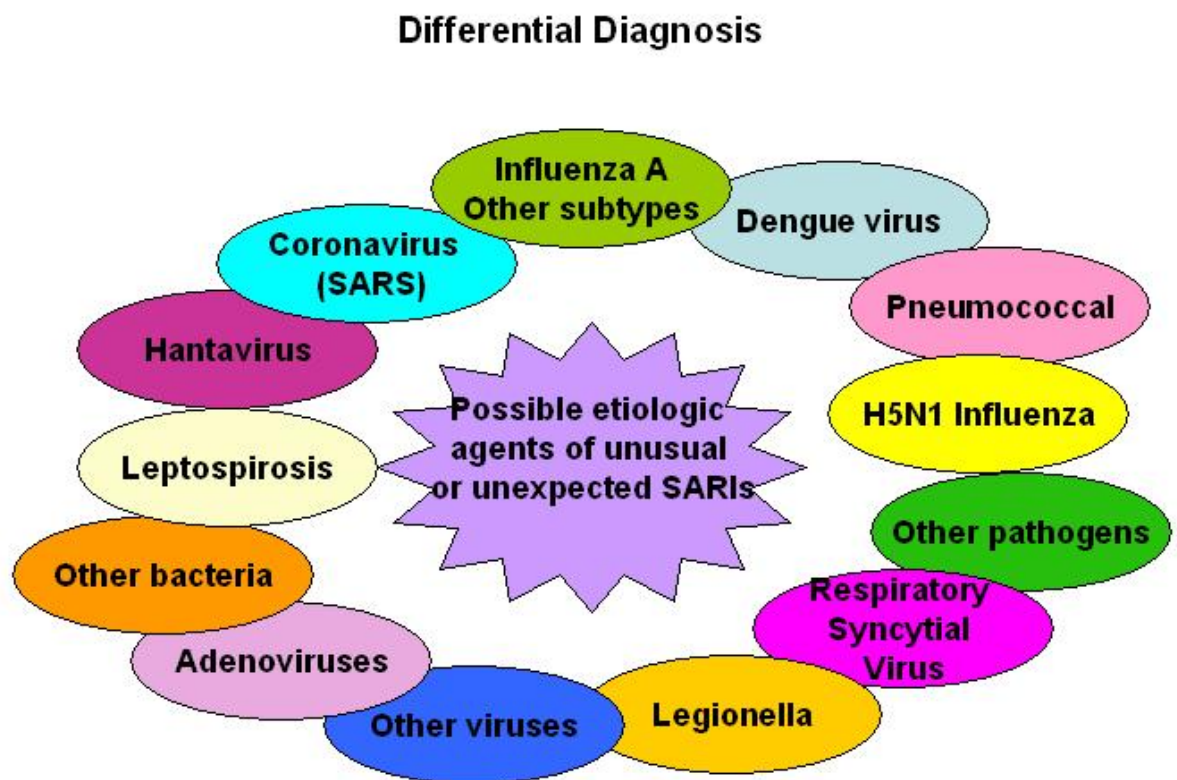 Differential Diagnosis
Influenza A
Other subtypes
Dengue virus
Coronavirus
(SARS)
Pneumococcal
Hantavirus
H5N1 Influenza
Possible etiologic
agents of unusual
or unexpected SARIs
Leptospirosis
Other pathogens
Other bacteria
Respiratory
Syncytial
Virus
Adenoviruses
Legionella
Other viruses